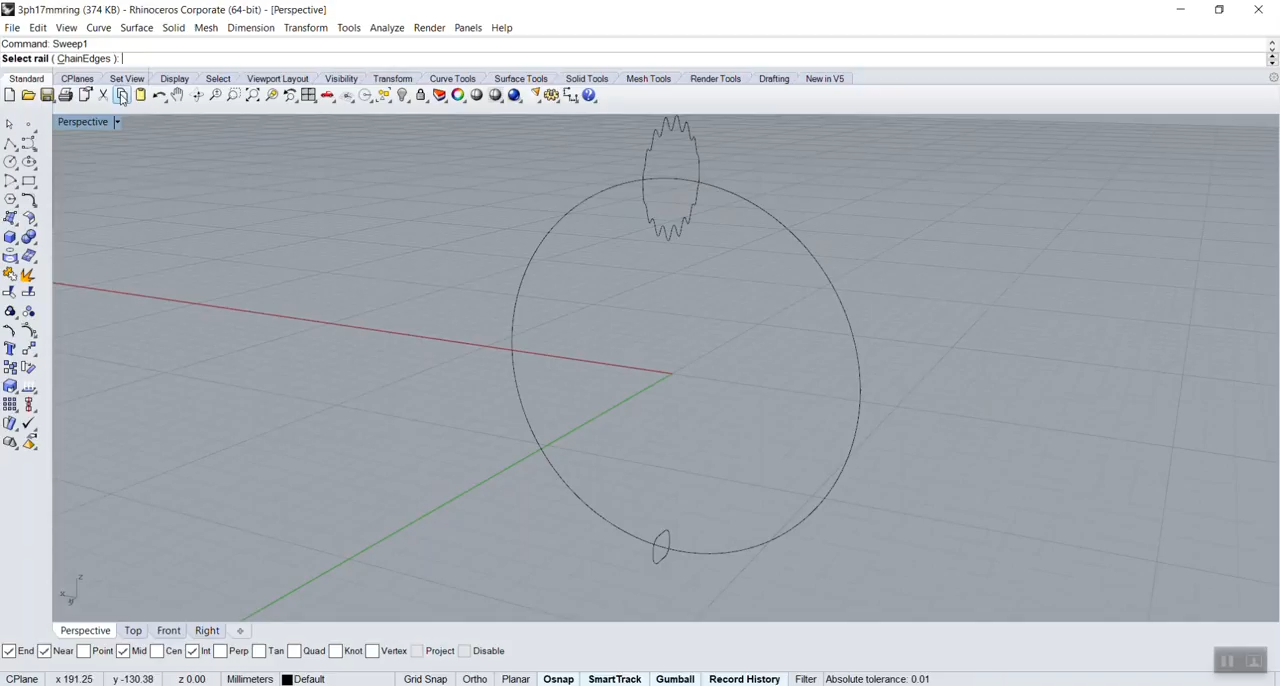 3ph17mmring (374 KB) - Rhinoceros Corporate (64-bit) - [Perspective]
File Edit View Curve Surface Solid Mesh Dimension Transform Tools Analyze Render Panels Help
Command: Sweep1
Select rail ( ChainEdges ):
Standard CPlanes Set View Display Select Viewport Layout Visibility Transform Curve Tools Surface Tools Solid Tools Mesh Tools Render Tools Drafting New in V5
Perspective
z
x
y
Perspective Top Front Right
End Near Point Mid Cen Int Perp Tan Quad Knot Vertex Project Disable
CPlane x 191.25 y -130.38 z 0.00 Millimeters Default Grid Snap Ortho Planar Osnap SmartTrack Gumball Record History Filter Absolute tolerance: 0.01